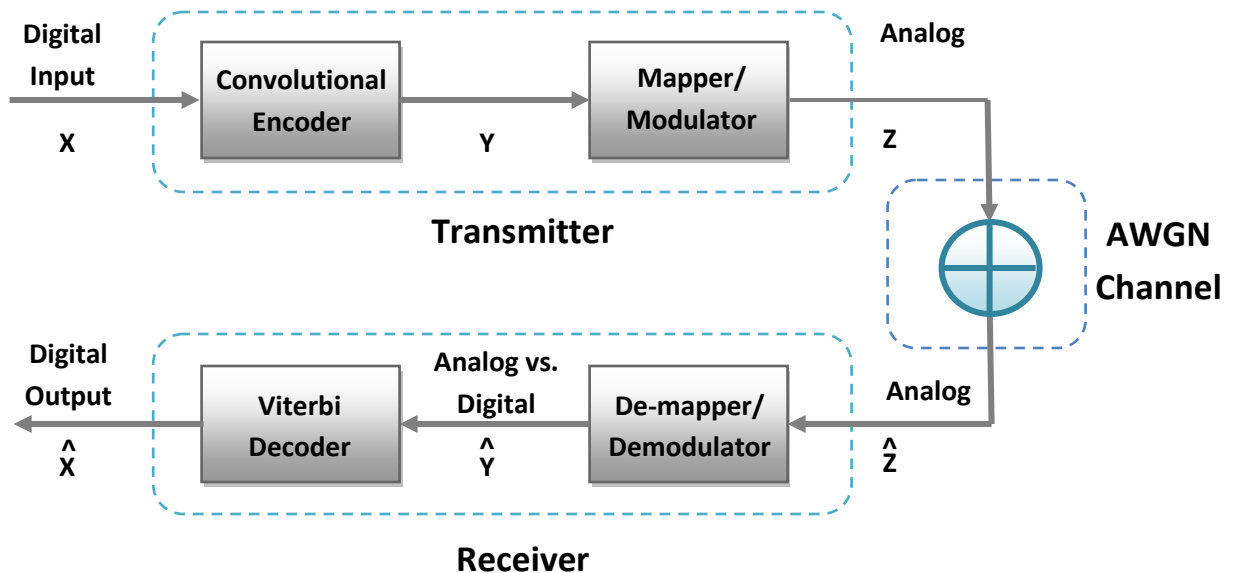 Digital
Input
X
Convolutional
Encoder
Y
Mapper/
Modulator
Analog
Z
Transmitter
AWGN
Channel
Digital
Output
^
X
Viterbi
Decoder
Analog vs.
Digital
^
Y
De-mapper/
Demodulator
Analog
^
Z
Receiver